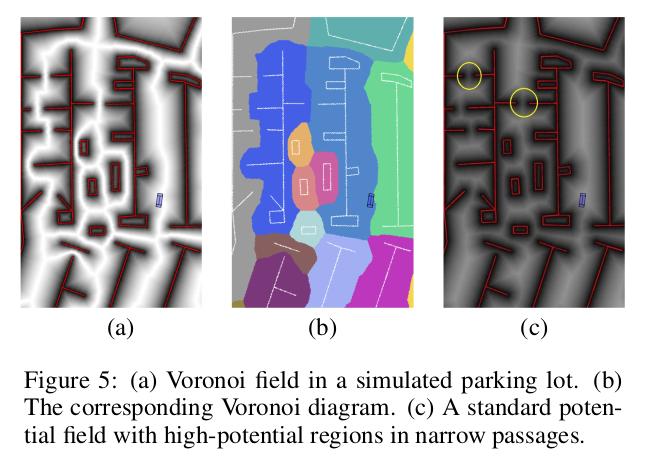 (a)
(b)
(c)
Figure 5: (a) Voronoi field in a simulated parking lot. (b)
The corresponding Voronoi diagram. (c) A standard poten-
tial field with high-potential regions in narrow passages.